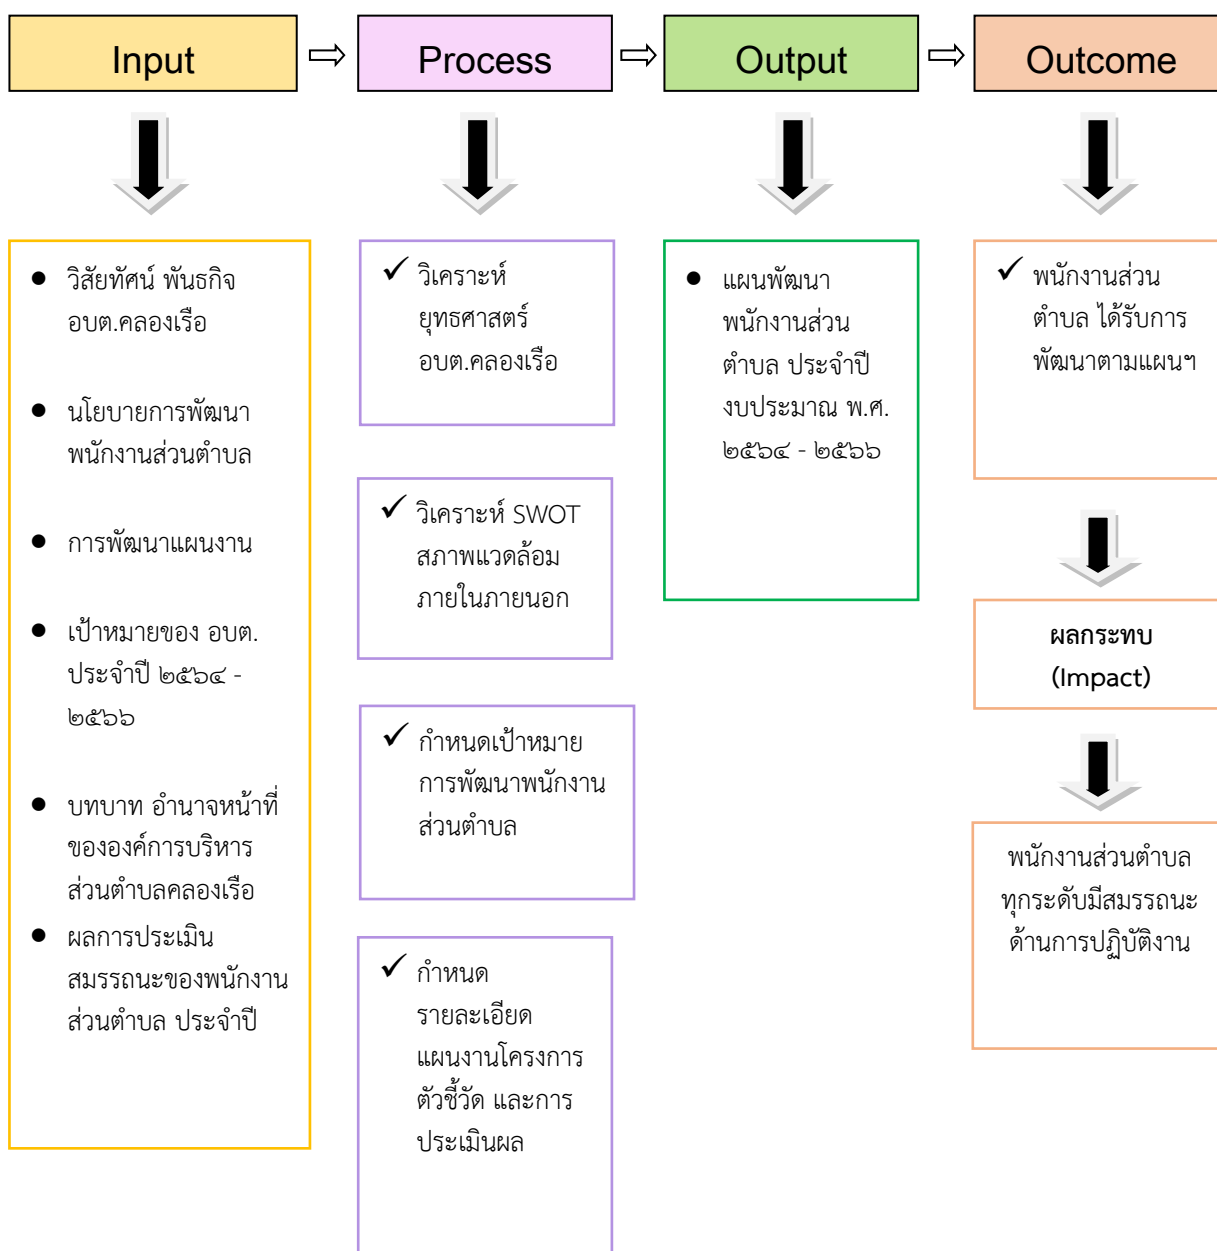 Input
Process
Output
Outcome
วิสัยทัศน์ พันธกิจ
อบต.คลองเรือ
นโยบายการพัฒนา
พนักงานส่วนตำบล
การพัฒนาแผนงาน
เป้าหมายของ อบต.
ประจำปี ๒๕๖๔ -
๒๕๖๖
บทบาท อำนาจหน้าที่
ขององค์การบริหาร
ส่วนตำบลคลองเรือ
ผลการประเมิน
สมรรถนะของพนักงาน
ส่วนตำบล ประจำปี
วิเคราะห์
ยุทธศาสตร์
อบต.คลองเรือ
วิเคราะห์ SWOT
สภาพแวดล้อม
ภายในภายนอก
กำหนดเป้าหมาย
การพัฒนาพนักงาน
ส่วนตำบล
กำหนด
รายละเอียด
แผนงานโครงการ
ตัวชี้วัด และการ
ประเมินผล
แผนพัฒนา
พนักงานส่วน
ตำบล ประจำปี
งบประมาณ พ.ศ.
๒๕๖๔ - ๒๕๖๖
พนักงานส่วน
ตำบล ได้รับการ
พัฒนาตามแผนฯ
ผลกระทบ
(Impact)
พนักงานส่วนตำบล
ทุกระดับมีสมรรถนะ
ด้านการปฏิบัติงาน